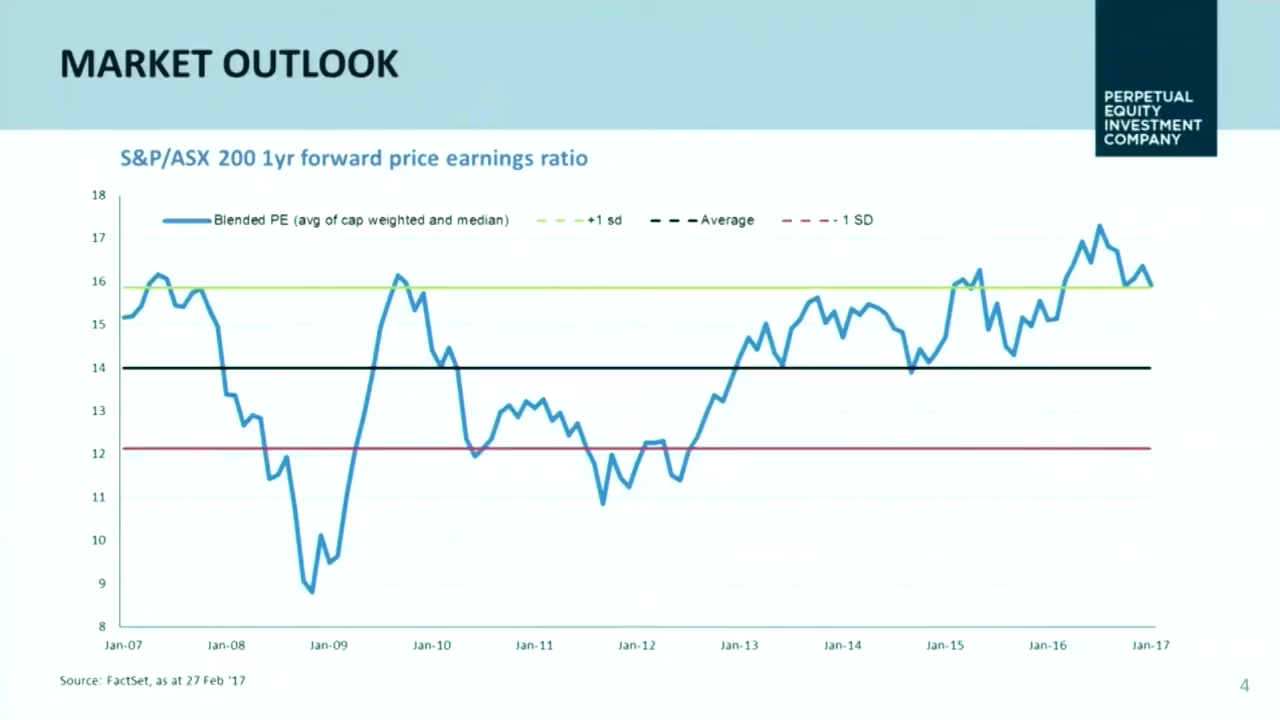 MARKET OUTLOOK
PERPETUAL
EQUITY
INVESTMENT
COMPANY
S&P/ASX 200 1yr forward price earnings ratio
Blended PE (avg of cap weighted and median) +1 sd Average - 1 SD
18
17
16
15
14
13
12
11
10
9
8
Jan-07 Jan-08 Jan-09 Jan-10 Jan-11 Jan-12 Jan-13 Jan-14 Jan-15 Jan-16 Jan-17
Source: FactSet, as at 27 Feb '17
4